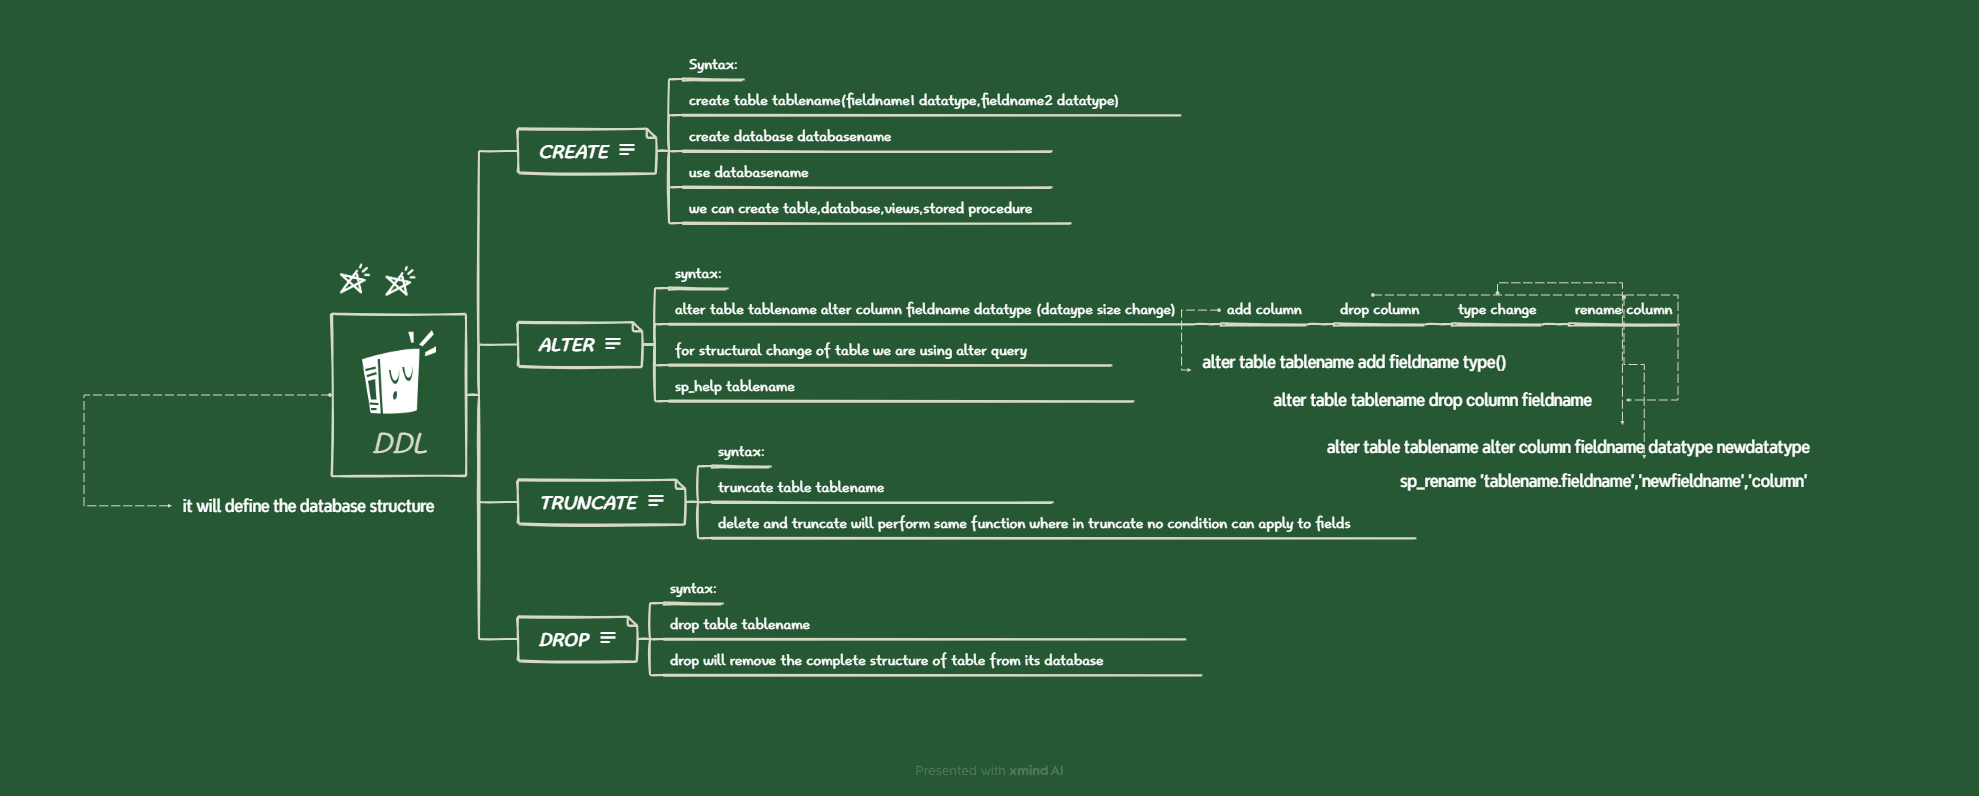 Syntax:
create table tablename(fieldname1 datatype,fieldname2 datatype)
create database databasename
CREATE
use databasename
we can create table,database,views,stored procedure
syntax:
alter table tablename alter column fieldname datatype (dataype size change)
add column
drop column
type change
rename column
ALTER
for structural change of table we are using alter query
alter table tablename add fieldname type()
sp_help tablename
alter table tablename drop column fieldname
DDL
alter table tablename alter column fieldname datatype newdatatype
sp_rename 'tablename.fieldname','newfieldname','column'
it will define the database structure
syntax:
truncate table tablename
TRUNCATE
delete and truncate will perform same function where in truncate no condition can apply to fields
syntax:
drop table tablename
DROP
drop will remove the complete structure of table from its database
Presented with xmind AI